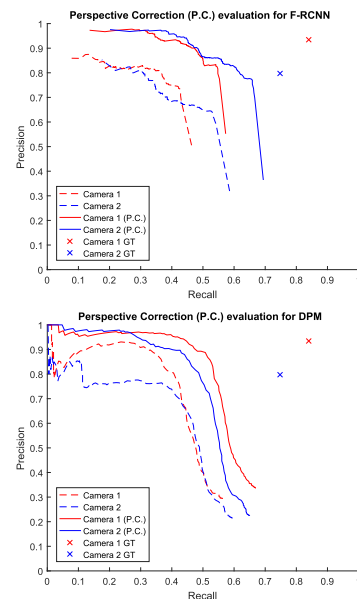 Perspective Correction (P.C.) evaluation for F-RCNN
1
0.9
0.8
0.7
0.6
0.5
0.4
0.3
0.2
0.1
0
Precision
Camera 1
Camera 2
Camera 1 (P.C.)
Camera 2 (P.C.)
Camera 1 GT
Camera 2 GT
0 0.1 0.2 0.3 0.4 0.5 0.6 0.7 0.8 0.9 1
Recall
Perspective Correction (P.C.) evaluation for DPM
1
0.9
0.8
0.7
0.6
0.5
0.4
0.3
0.2
0.1
0
Precision
Camera 1
Camera 2
Camera 1 (P.C.)
Camera 2 (P.C.)
Camera 1 GT
Camera 2 GT
0 0.1 0.2 0.3 0.4 0.5 0.6 0.7 0.8 0.9 1
Recall